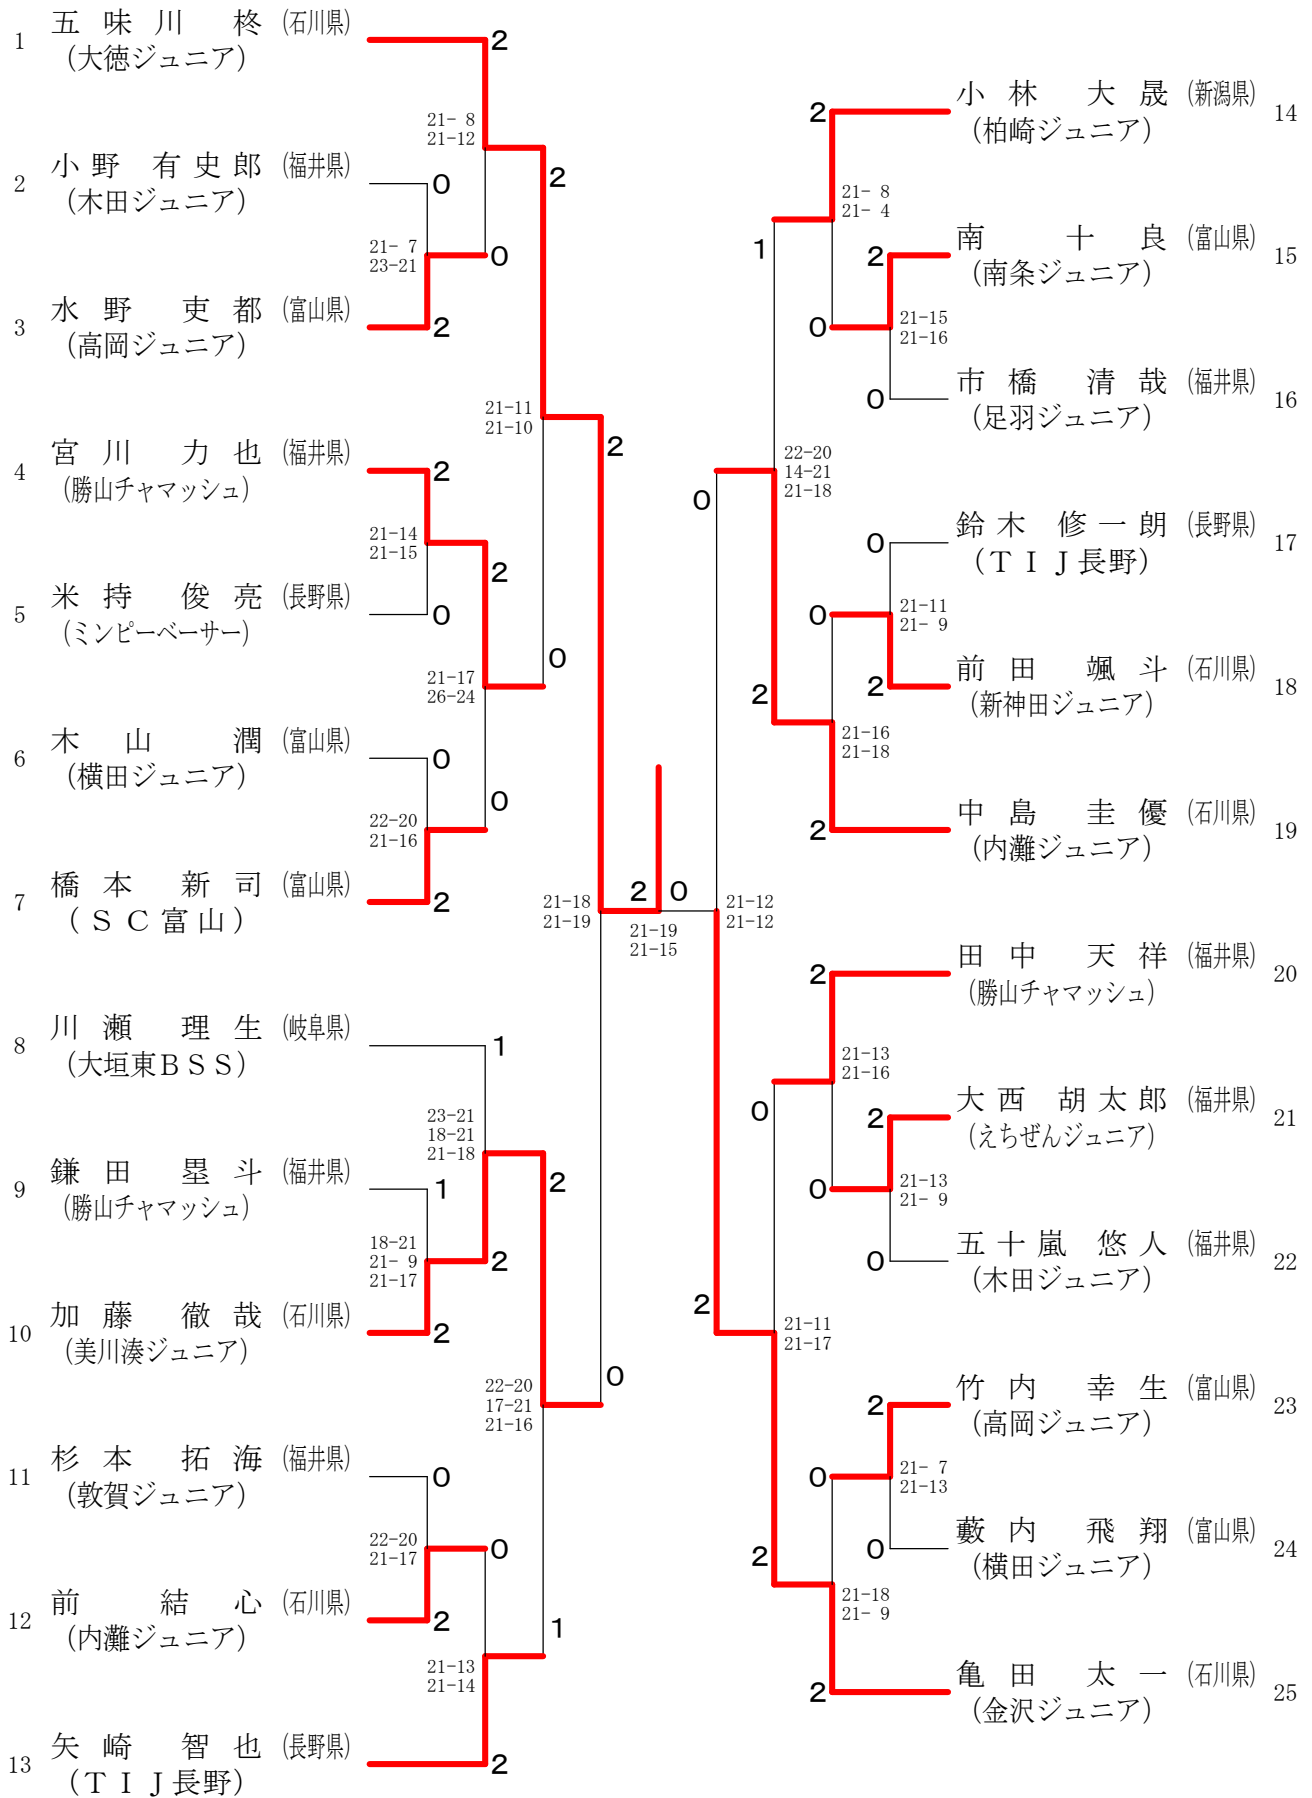 1 五味川 柊 (石川県)
(大徳ジュニア)
2
21- 8
21-12
2 小野 有史郎 (福井県)
(木田ジュニア)
0
2
21- 7
23-21
0
3 水野 吏都 (富山県)
(高岡ジュニア)
2
21-11
21-10
2
4 宮川 力也 (福井県)
(勝山チャマッシュ)
2
21-14
21-15
2
5 米持 俊亮 (長野県)
(ミンピーベーサー)
0
0
21-17
26-24
6 木山 潤 (富山県)
(横田ジュニア)
0
0
22-20
21-16
7 橋本 新司 (富山県)
(ＳＣ富山)
2
21-18
21-19
2 0
21-19
21-15
8 川瀬 理生 (岐阜県)
(大垣東ＢＳＳ)
1
23-21
18-21
21-18
9 鎌田 塁斗 (福井県)
(勝山チャマッシュ)
1
2
18-21
21- 9
21-17
2
10 加藤 徹哉 (石川県)
(美川湊ジュニア)
2
0
22-20
17-21
21-16
11 杉本 拓海 (福井県)
(敦賀ジュニア)
0
22-20
21-17
0
12 前 結心 (石川県)
(内灘ジュニア)
2
1
21-13
21-14
13 矢崎 智也 (長野県)
(ＴＩＪ長野)
2
2
小林 大晟 (新潟県) 14
(柏崎ジュニア)
21- 8
21- 4
1
2
南 十良 (富山県) 15
(南条ジュニア)
0
21-15
21-16
0
市橋 清哉 (福井県) 16
(足羽ジュニア)
22-20
14-21
21-18
0
0
鈴木 修一朗 (長野県) 17
(ＴＩＪ長野)
0
21-11
21- 9
2
2
前田 颯斗 (石川県) 18
(新神田ジュニア)
21-16
21-18
2
中島 圭優 (石川県) 19
(内灘ジュニア)
21-12
21-12
2
田中 天祥 (福井県) 20
(勝山チャマッシュ)
21-13
21-16
0
2
大西 胡太郎 (福井県) 21
(えちぜんジュニア)
0
21-13
21- 9
0
五十嵐 悠人 (福井県) 22
(木田ジュニア)
2
21-11
21-17
2
竹内 幸生 (富山県) 23
(高岡ジュニア)
0
21- 7
21-13
2
0
藪内 飛翔 (富山県) 24
(横田ジュニア)
21-18
21- 9
2
亀田 太一 (石川県) 25
(金沢ジュニア)